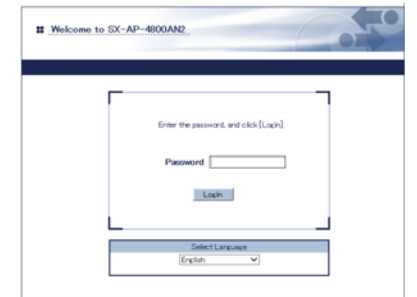 Welcome to SX-AP-4800AN2
Enter the password, and click [Login].
Password
Login
Select Language
English